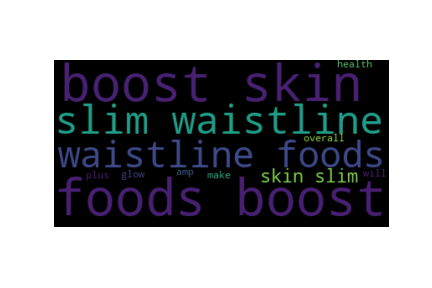 health
boost skin
slim waistline
overall
waistline foods
plus glow amp make skin slim will
foods boost